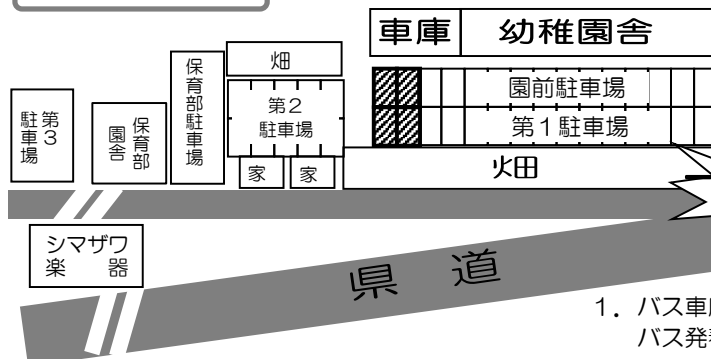 車庫
幼稚園舎
畑
保育部駐車場
園前駐車場
第2
駐車場
第1駐車場
第3
駐車場
保育部
園舎
家
家
畑
シマザワ
楽器
県道
1．バス車
バス発